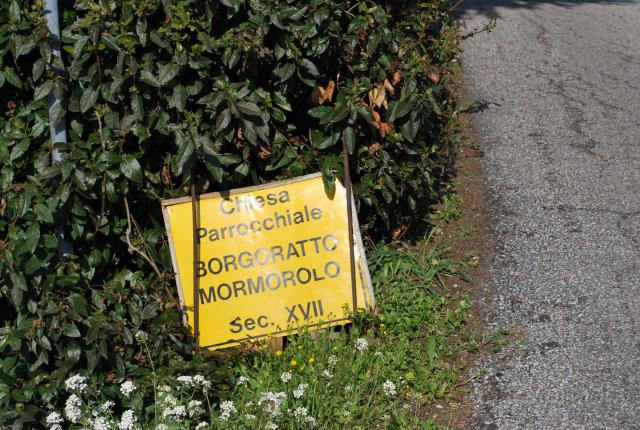 Chiesa
Parrocchiale
BORGORATTO
MORMOROLO
Sec. XVII